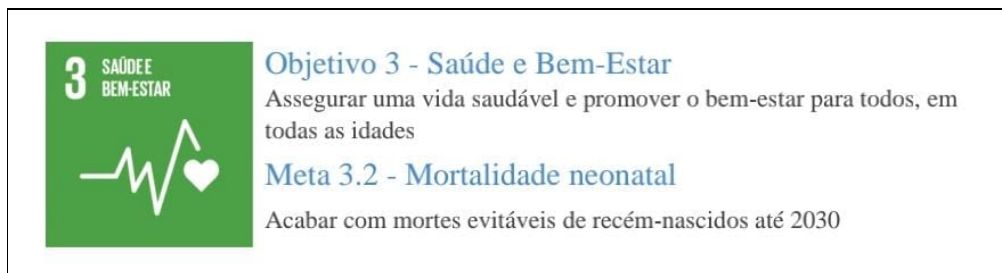 3 SAÚDE E
BEM-ESTAR
Objetivo 3 - Saúde e Bem-Estar
Assegurar uma vida saudável e promover o bem-estar para todos, em
todas as idades
Meta 3.2 - Mortalidade neonatal
Acabar com mortes evitáveis de recém-nascidos até 2030